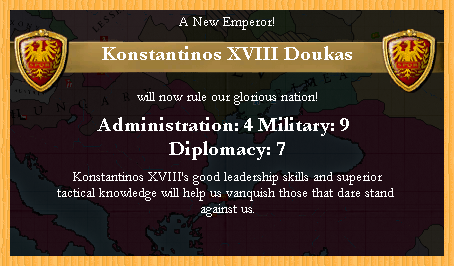 A New Emperor!
Konstantinos XVIII Doukas
will now rule our glorious nation!
Administration: 4 Military: 9
Diplomacy: 7
Konstantinos XVIII's good leadership skills and superior
tactical knowledge will help us vanquish those that dare stand
against us.